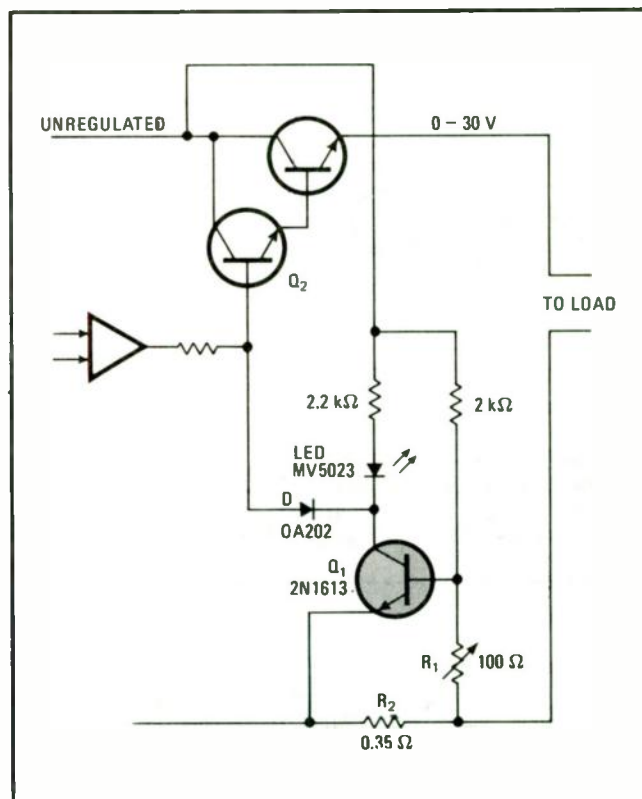 UNREGULATED
0 – 30 V
Q2
TO LOAD
2.2 kΩ
2 kΩ
LED
MV5023
D
OA202
Q1
2N1613
R1 100 Ω
R2
0.35 Ω